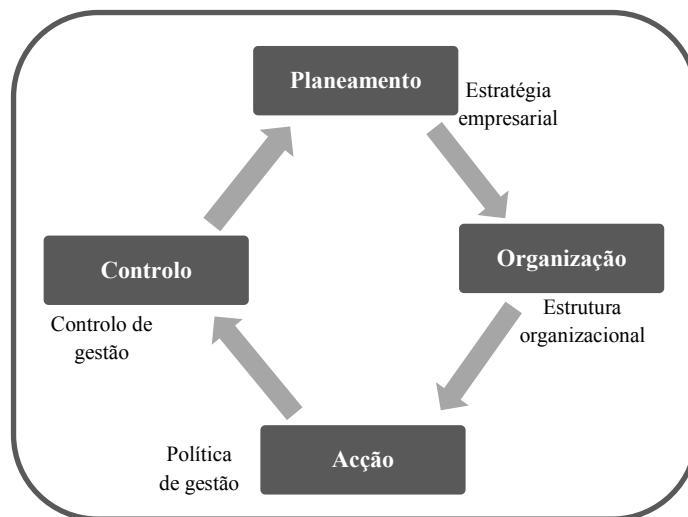 Planeamento
Estratégia
empresarial
Organização
Estrutura
organizacional
Acção
Política
de gestão
Controlo
Controlo de
gestão